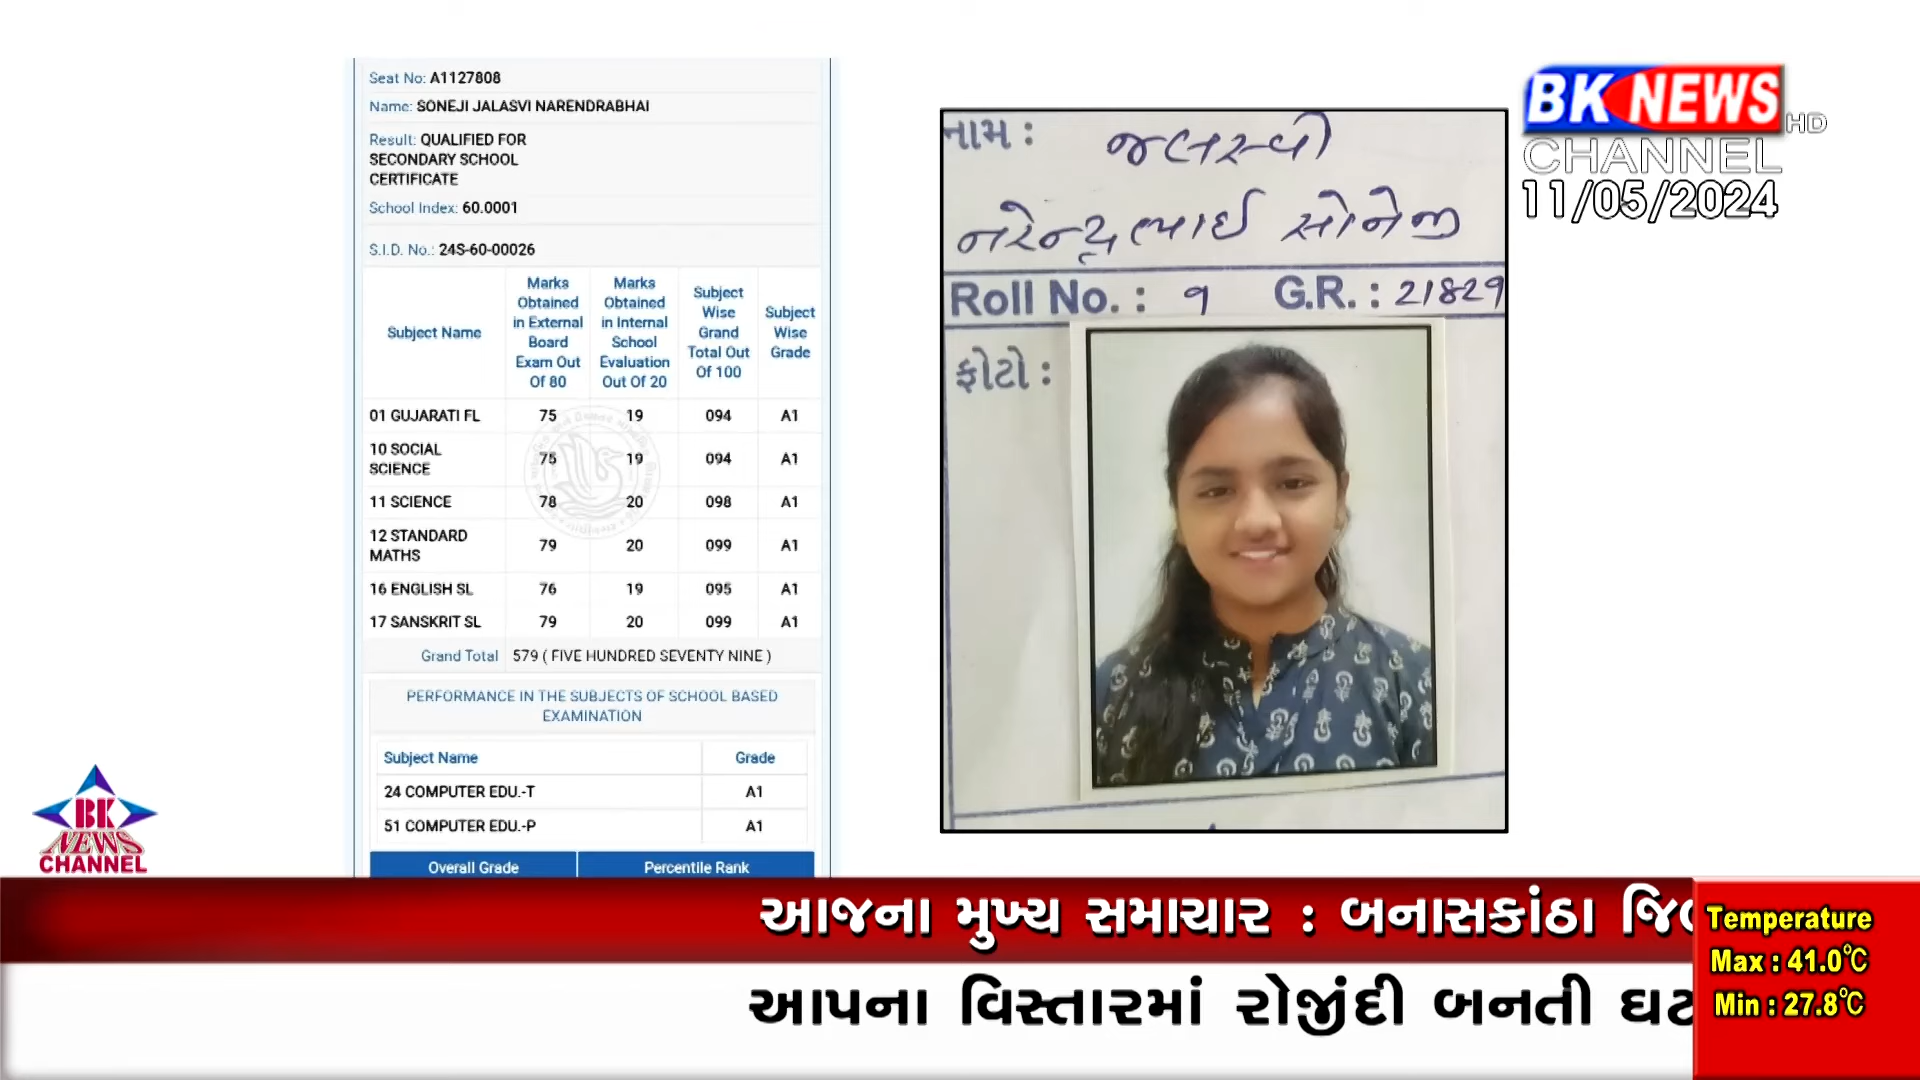 Seat No: A1127808
Name: SONEJI JALASVI NARENDRABHAI
Result: QUALIFIED FOR
SECONDARY SCHOOL
CERTIFICATE
School Index: 60.0001
S.I.D. No.: 24S-60-00026
Subject Name | Marks Obtained in External Board Exam Out Of 80 | Marks Obtained in Internal School Evaluation Out Of 20 | Subject Wise Grand Total Out Of 100 | Subject Wise Grade
01 GUJARATI FL 75 19 094 A1
10 SOCIAL SCIENCE 75 19 094 A1
11 SCIENCE 78 20 098 A1
12 STANDARD MATHS 79 20 099 A1
16 ENGLISH SL 76 19 095 A1
17 SANSKRIT SL 79 20 099 A1
Grand Total 579 ( FIVE HUNDRED SEVENTY NINE )
PERFORMANCE IN THE SUBJECTS OF SCHOOL BASED
EXAMINATION
Subject Name Grade
24 COMPUTER EDU.-T A1
51 COMPUTER EDU.-P A1
Overall Grade Percentile Rank
નામ : જલસ્વી
નરેન્દ્રભાઈ સોનેજી
Roll No. : ૧ G.R. : 21829
ફોટો :
BK NEWS
CHANNEL HD
11/05/2024
BK
NEWS
CHANNEL
આજના મુખ્ય સમાચાર : બનાસકાંઠા
આપના વિસ્તારમાં રોજીંદી બનતી
Temperature
Max : 41.0℃
Min : 27.8℃